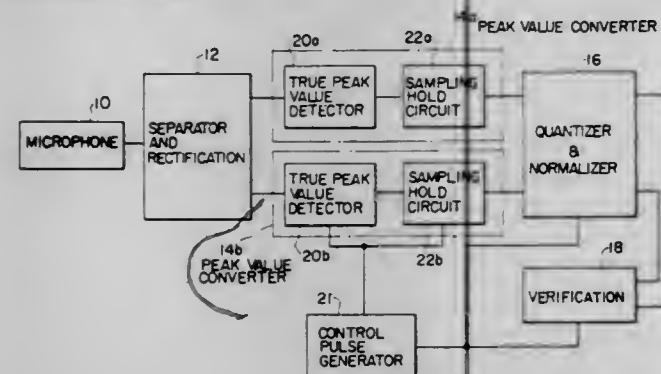 PEAK VALUE CONVERTER
20a
22a
12
16
10
TRUE PEAK
VALUE
DETECTOR
SAMPLING
HOLD
CIRCUIT
MICROPHONE
SEPARATOR
AND
RECTIFICATION
QUANTIZER
&
NORMALIZER
TRUE PEAK
VALUE
DETECTOR
SAMPLING
HOLD
CIRCUIT
14b
PEAK VALUE
CONVERTER
20b
22b
18
VERIFICATION
21
CONTROL
PULSE
GENERATOR